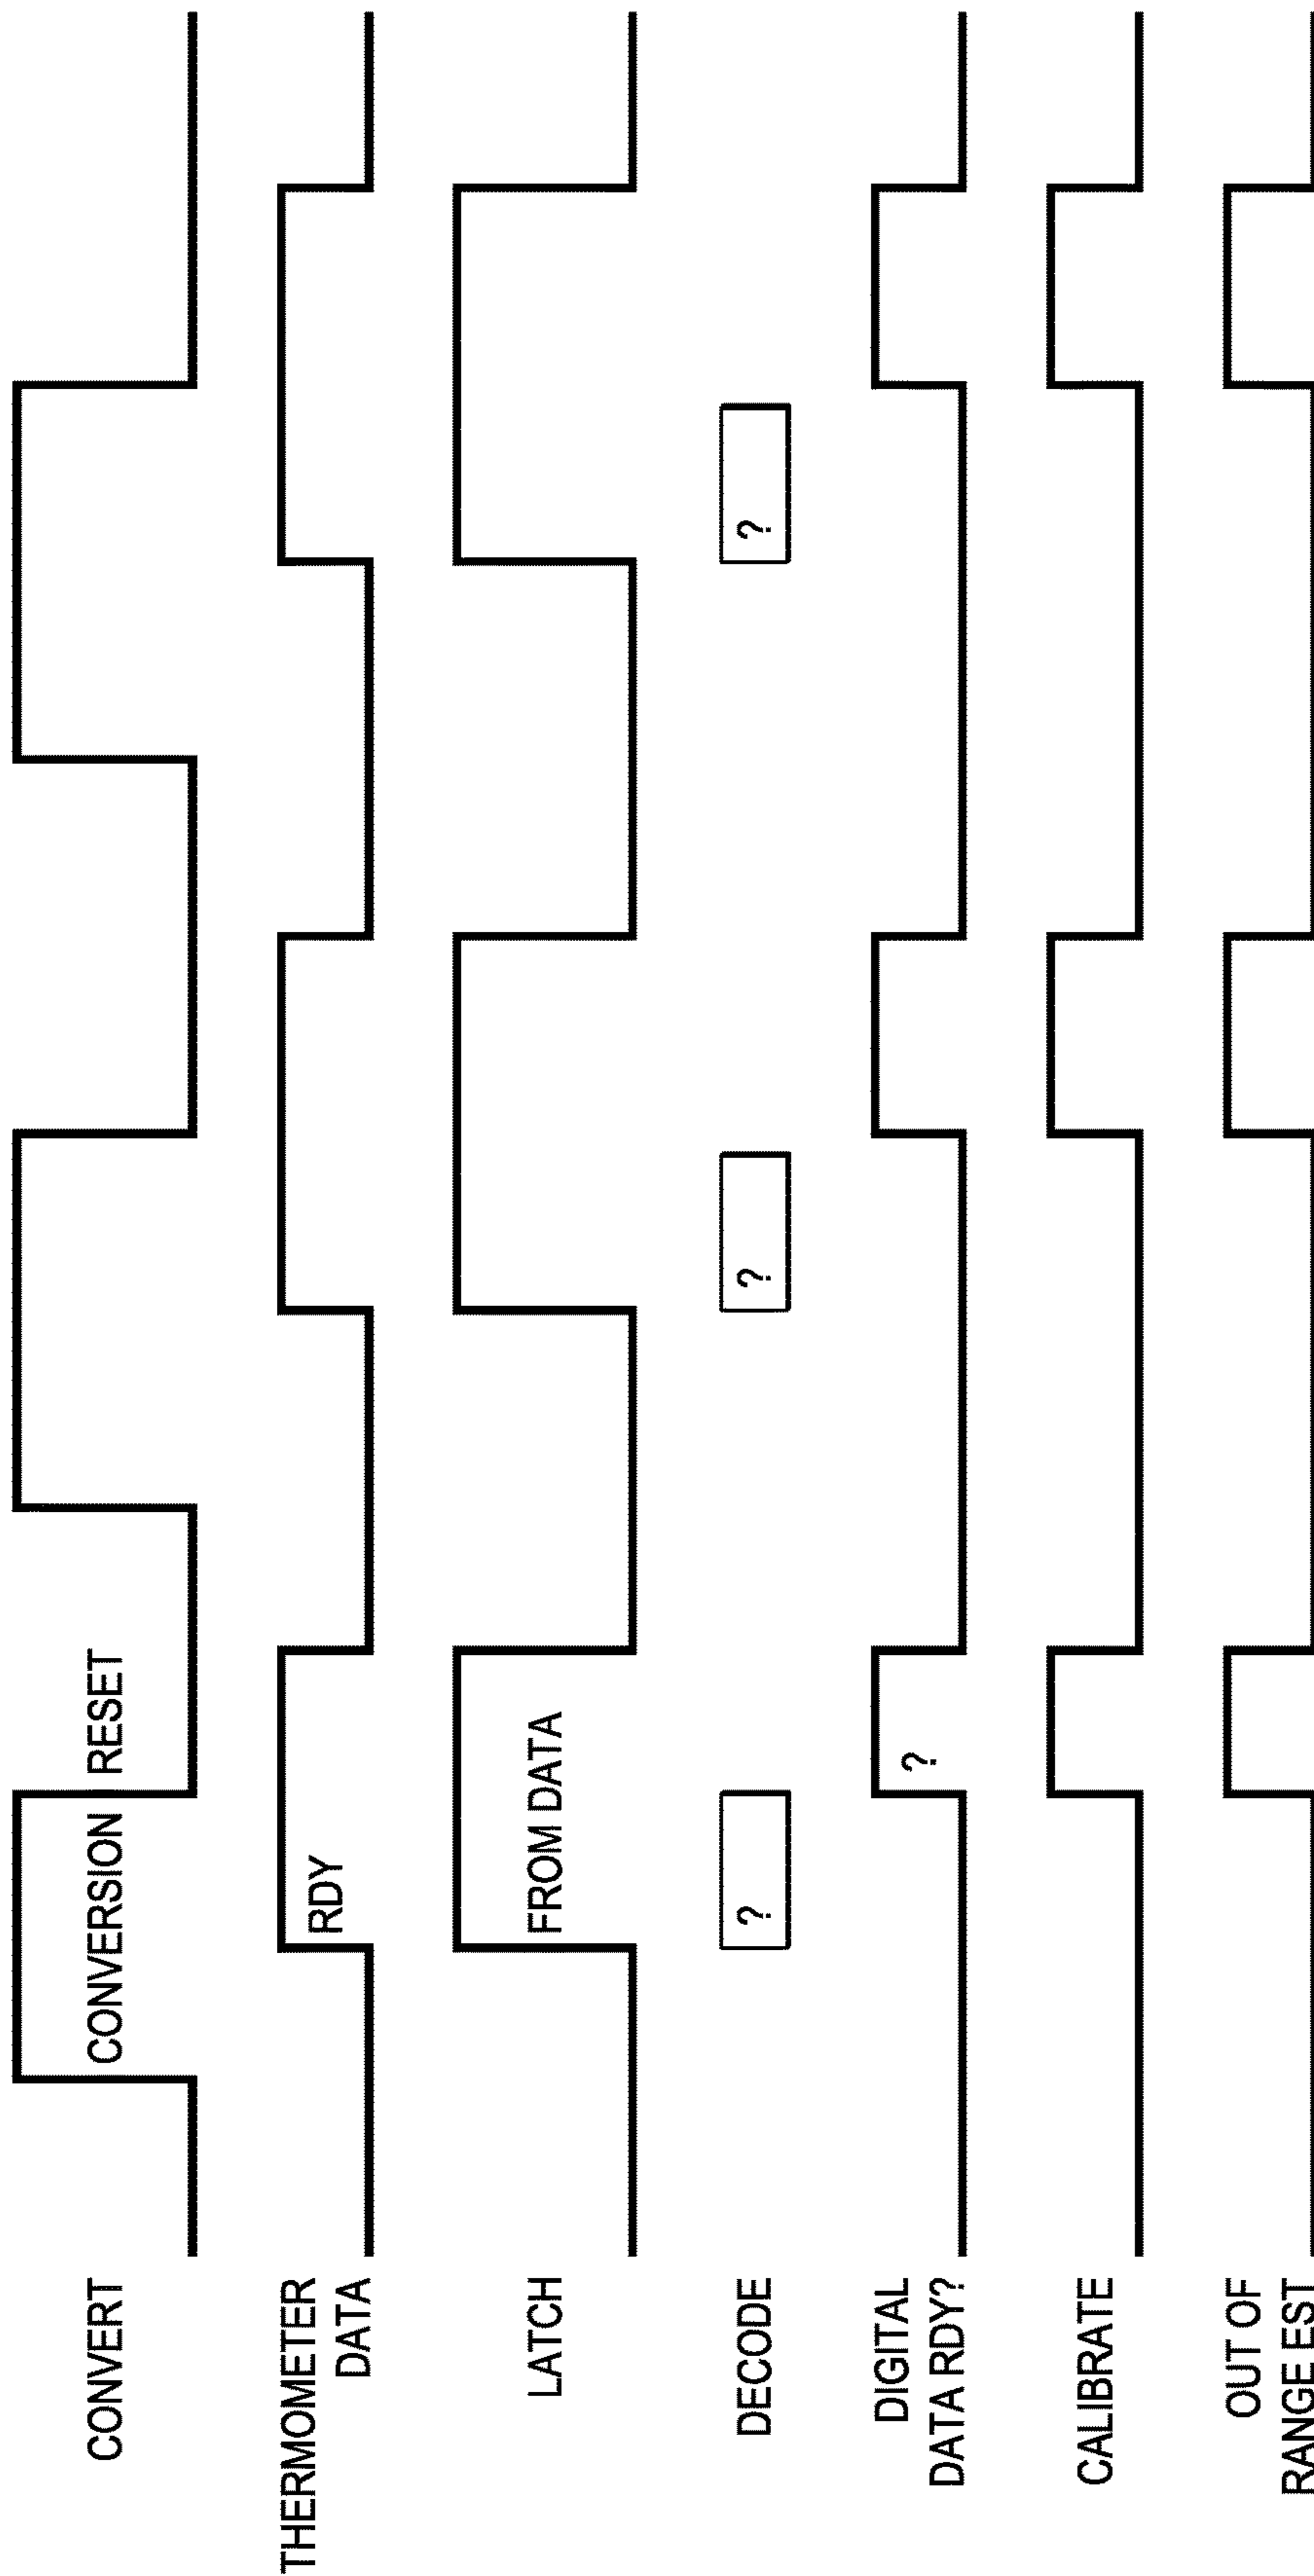 CONVERT
CONVERSION RESET
THERMOMETER
DATA
RDY
LATCH
FROM DATA
DECODE
?
?
?
DIGITAL
DATA RDY?
?
CALIBRATE
OUT OF
RANGE EST